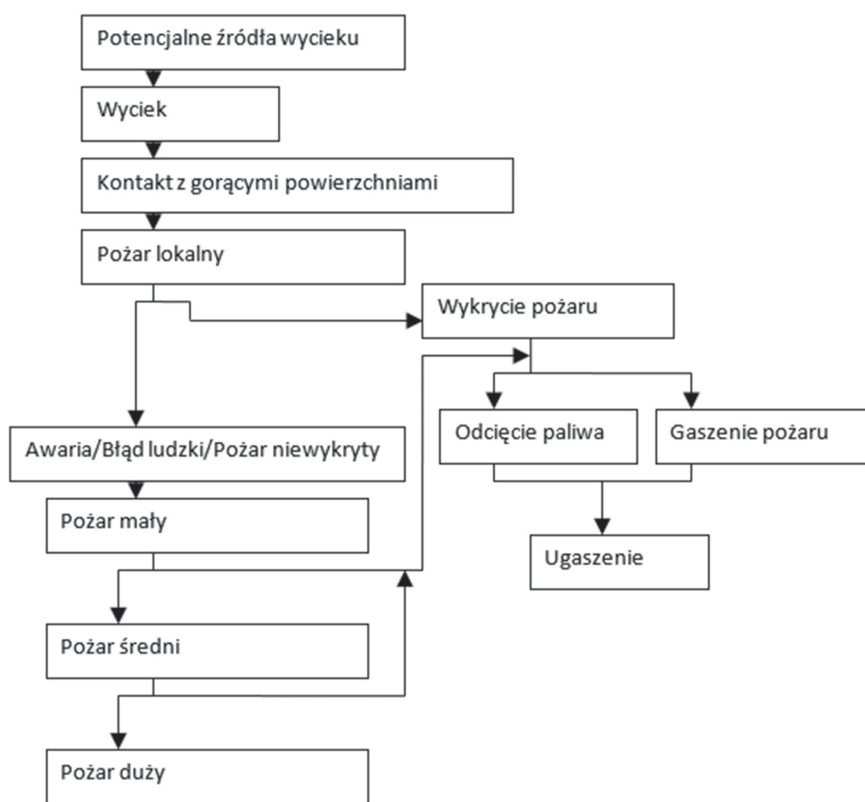 Potencjalne źródła wycieku
Wyciek
Kontakt z gorącymi powierzchniami
Pożar lokalny
Wykrycie pożaru
Odcięcie paliwa
Gaszenie pożaru
Awaria/Błąd ludzki/Pożar niewykryty
Pożar mały
Ugaszenie
Pożar średni
Pożar duży